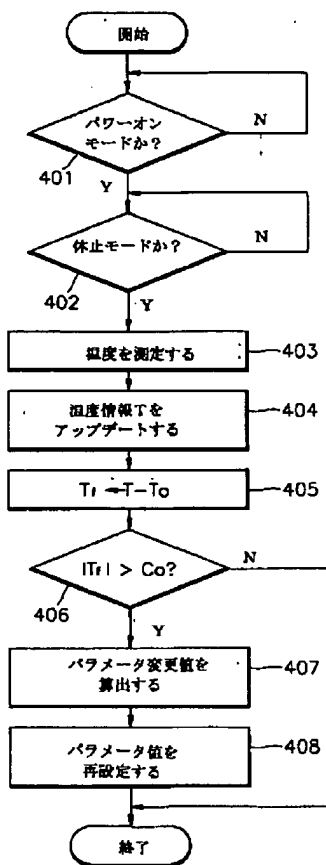 開始
パワーオン
モードか?
N
401
Y
休止モードか?
N
402
Y
温度を測定する
403
温度情報Tを
アップデートする
404
Tr ← T-To
405
|Tr| > Co?
N
406
Y
パラメータ変更値を
算出する
407
パラメータ値を
再設定する
408
終了